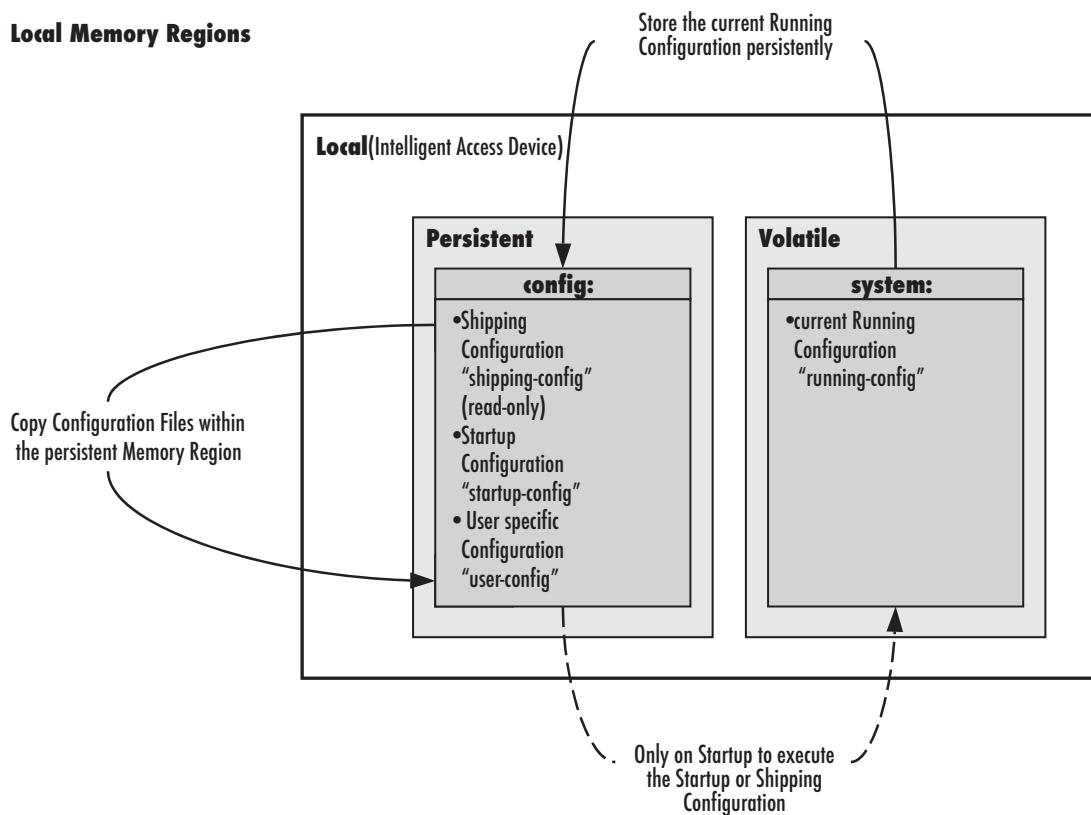 Local Memory Regions
Store the current Running
Configuration persistently
Local(Intelligent Access Device)
Persistent
config:
•Shipping
Configuration
“shipping-config”
(read-only)
•Startup
Configuration
“startup-config”
• User specific
Configuration
“user-config”
Volatile
system:
•current Running
Configuration
“running-config”
Copy Configuration Files within
the persistent Memory Region
Only on Startup to execute
the Startup or Shipping
Configuration